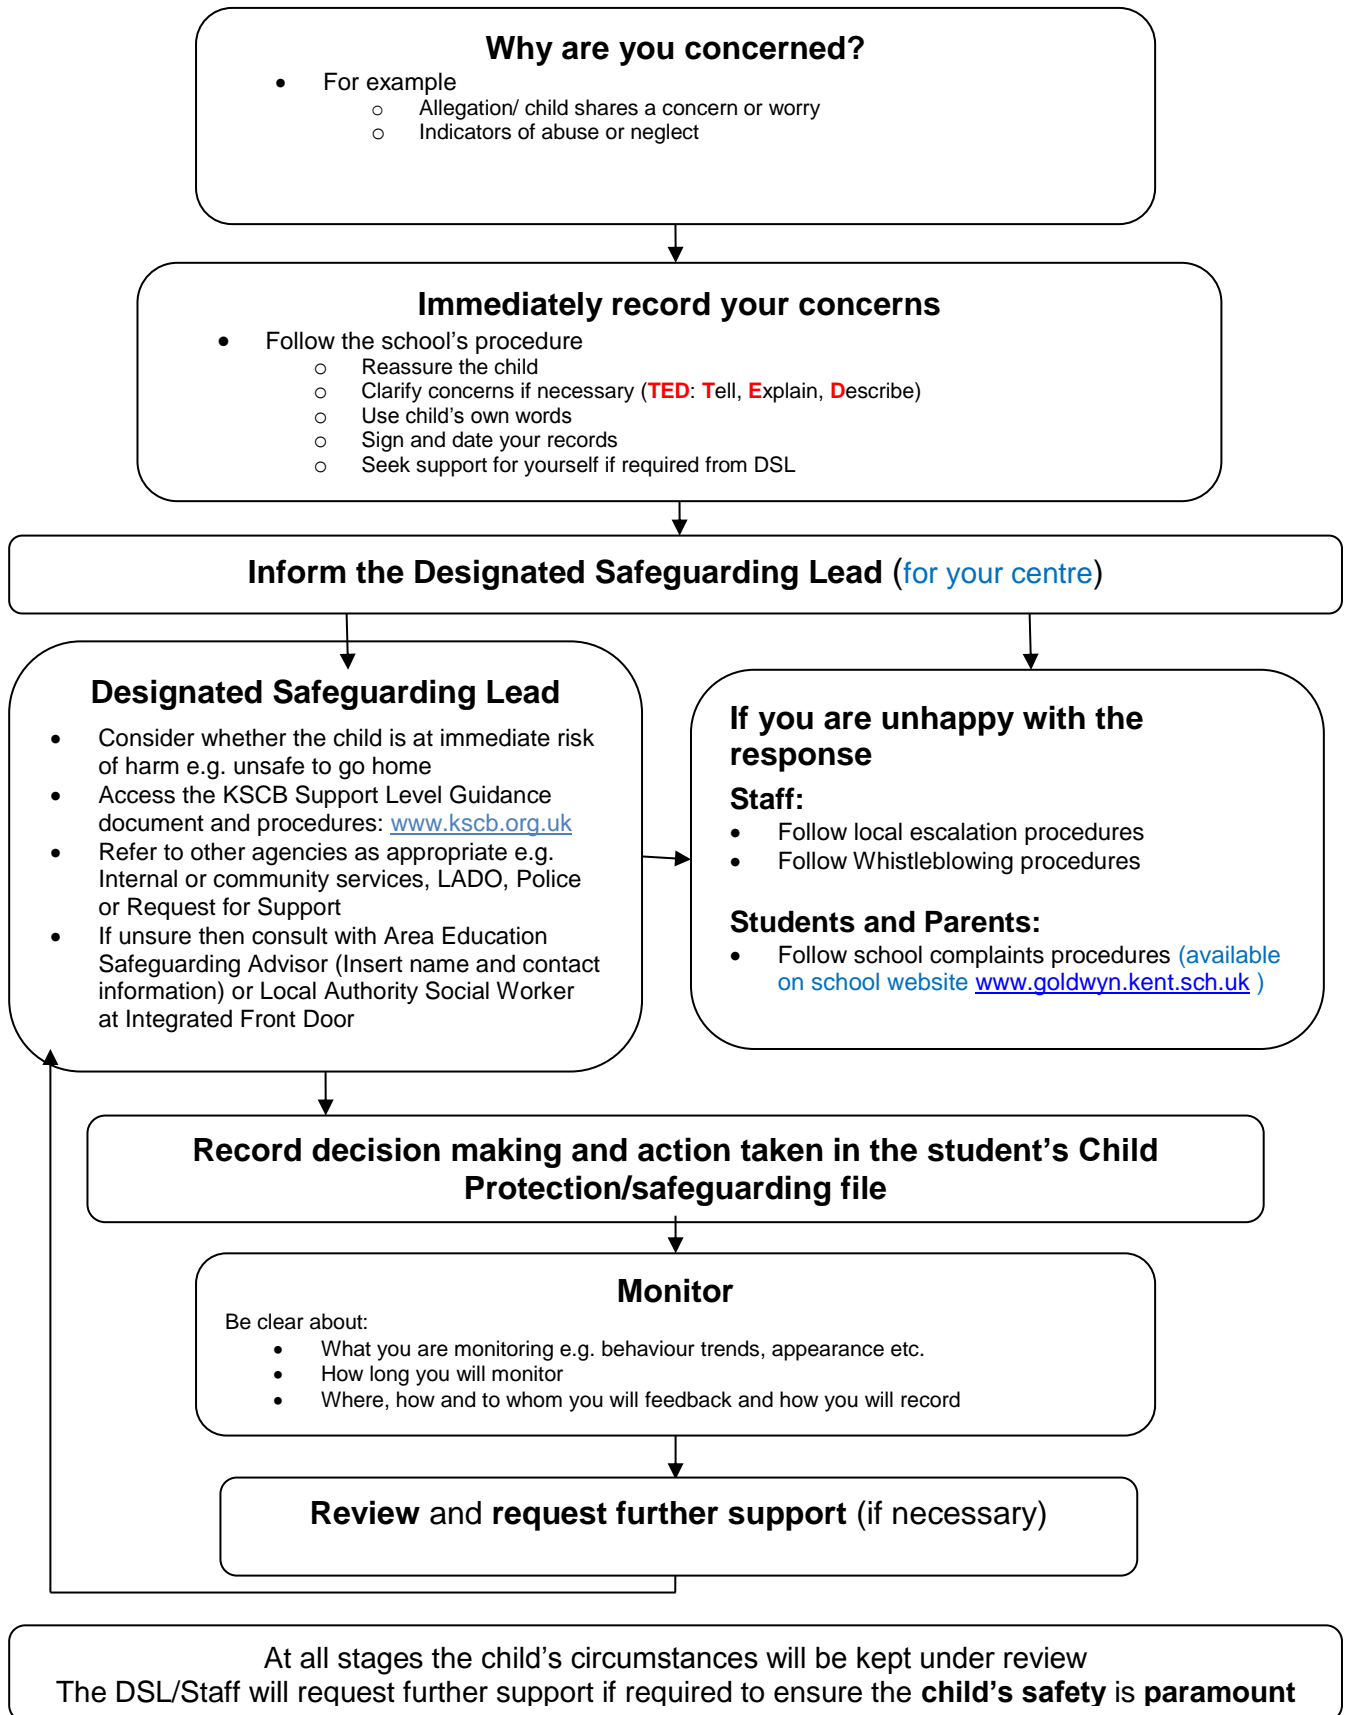 Why are you concerned?
• For example
o Allegation/ child shares a concern or worry
o Indicators of abuse or neglect
Immediately record your concerns
• Follow the school’s procedure
o Reassure the child
o Clarify concerns if necessary (TED: Tell, Explain, Describe)
o Use child’s own words
o Sign and date your records
o Seek support for yourself if required from DSL
Inform the Designated Safeguarding Lead (for your centre)
Designated Safeguarding Lead
• Consider whether the child is at immediate risk
of harm e.g. unsafe to go home
• Access the KSCB Support Level Guidance
document and procedures: www.kscb.org.uk
• Refer to other agencies as appropriate e.g.
Internal or community services, LADO, Police
or Request for Support
• If unsure then consult with Area Education
Safeguarding Advisor (Insert name and contact
information) or Local Authority Social Worker
at Integrated Front Door
If you are unhappy with the
response
Staff:
• Follow local escalation procedures
• Follow Whistleblowing procedures
Students and Parents:
• Follow school complaints procedures (available
on school website www.goldwyn.kent.sch.uk )
Record decision making and action taken in the student’s Child
Protection/safeguarding file
Monitor
Be clear about:
• What you are monitoring e.g. behaviour trends, appearance etc.
• How long you will monitor
• Where, how and to whom you will feedback and how you will record
Review and request further support (if necessary)
At all stages the child’s circumstances will be kept under review
The DSL/Staff will request further support if required to ensure the child’s safety is paramount